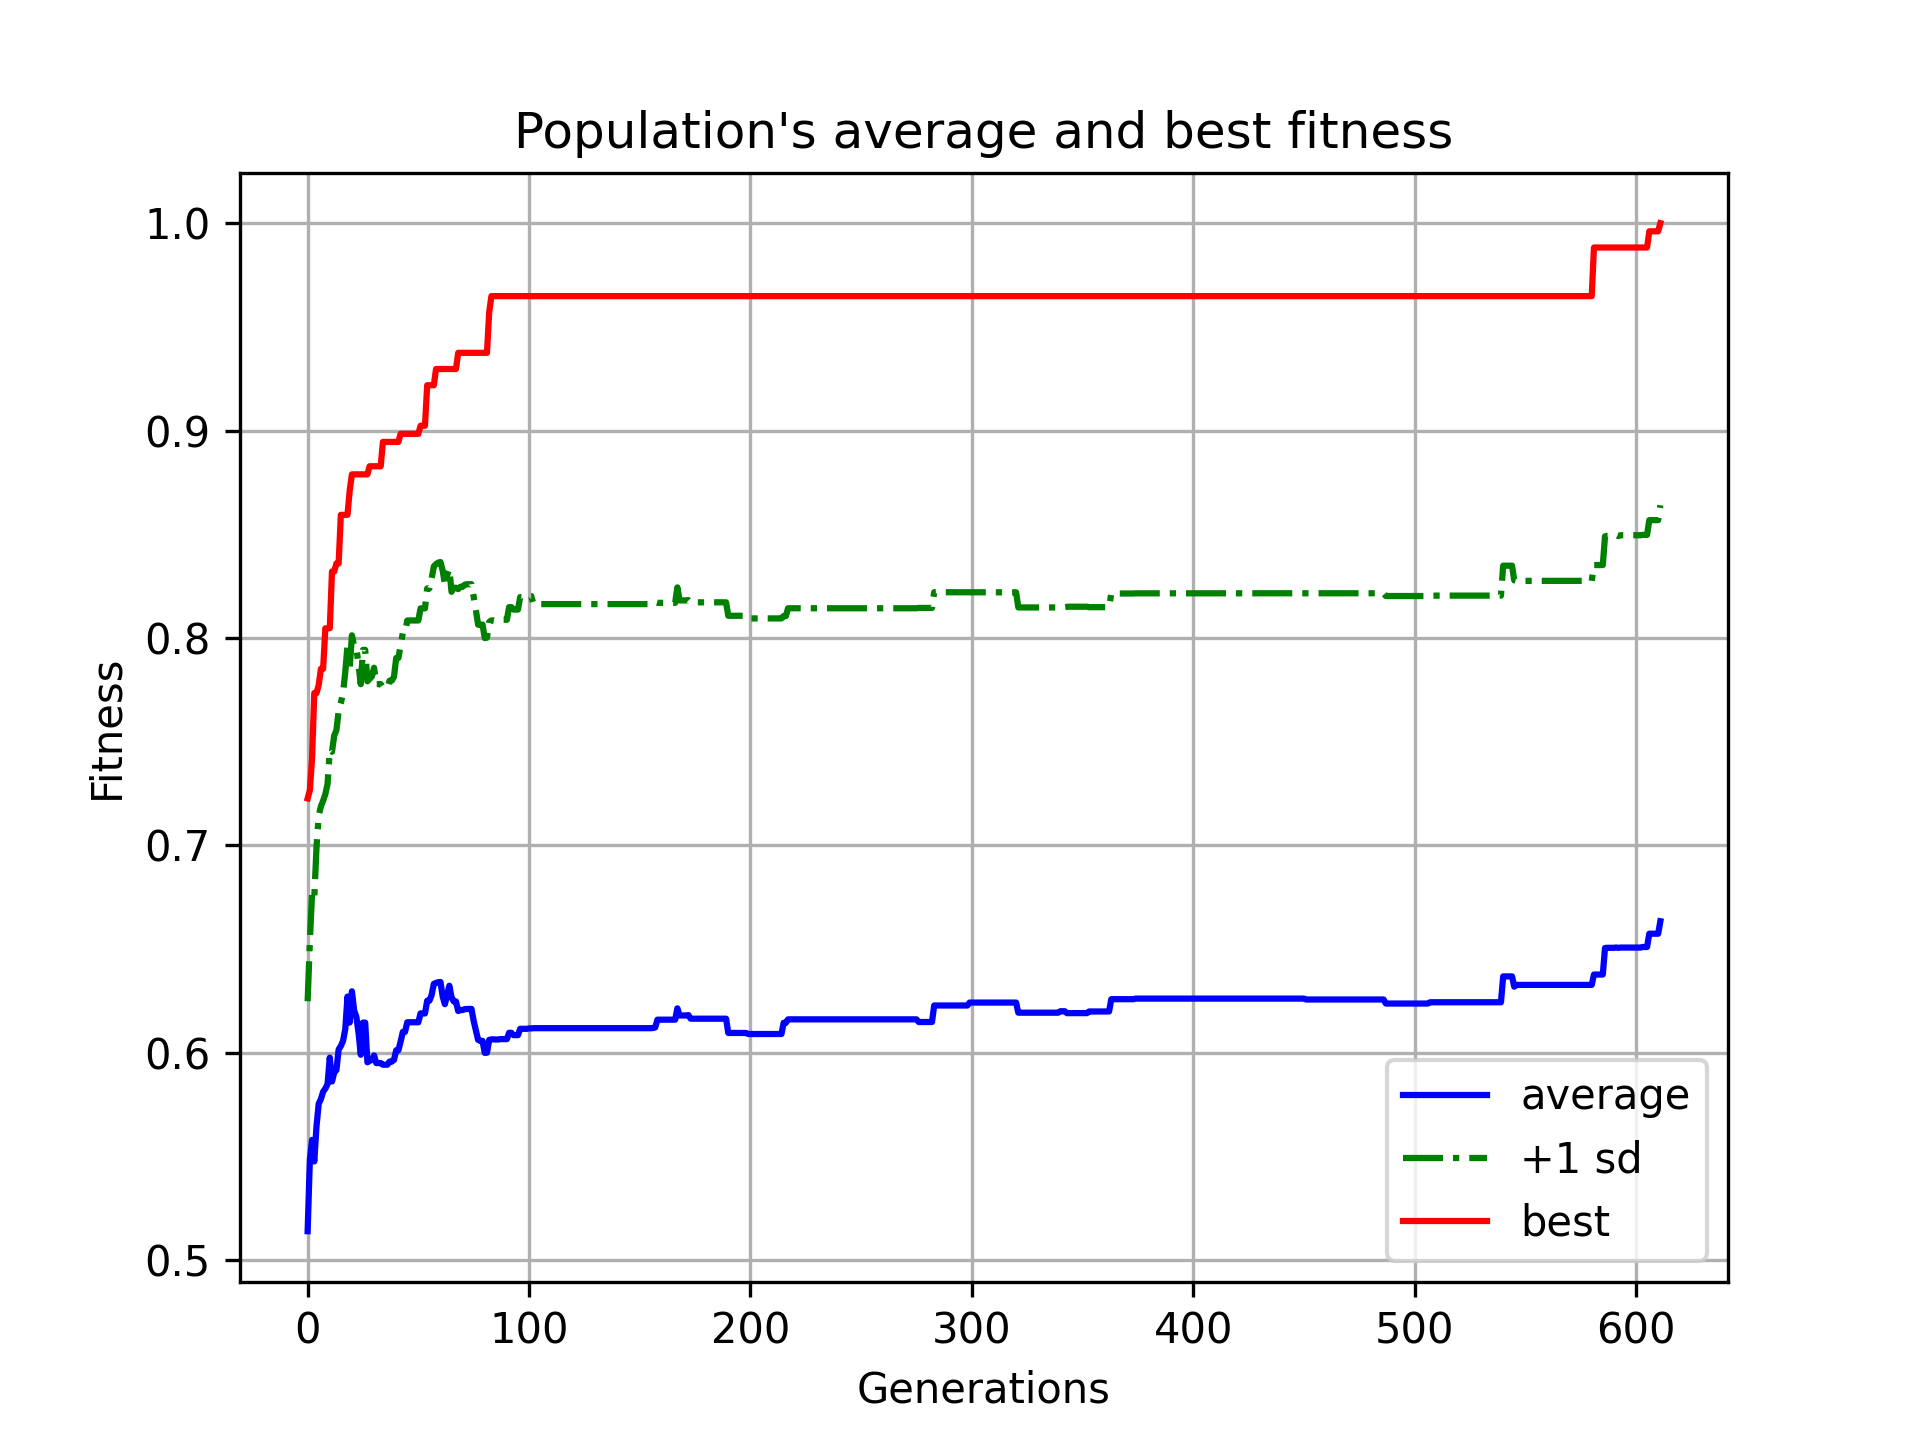 Population's average and best fitness
1.0
0.9
0.8
0.7
0.6
0.5
Fitness
0 100 200 300 400 500 600
Generations
average
+1 sd
best